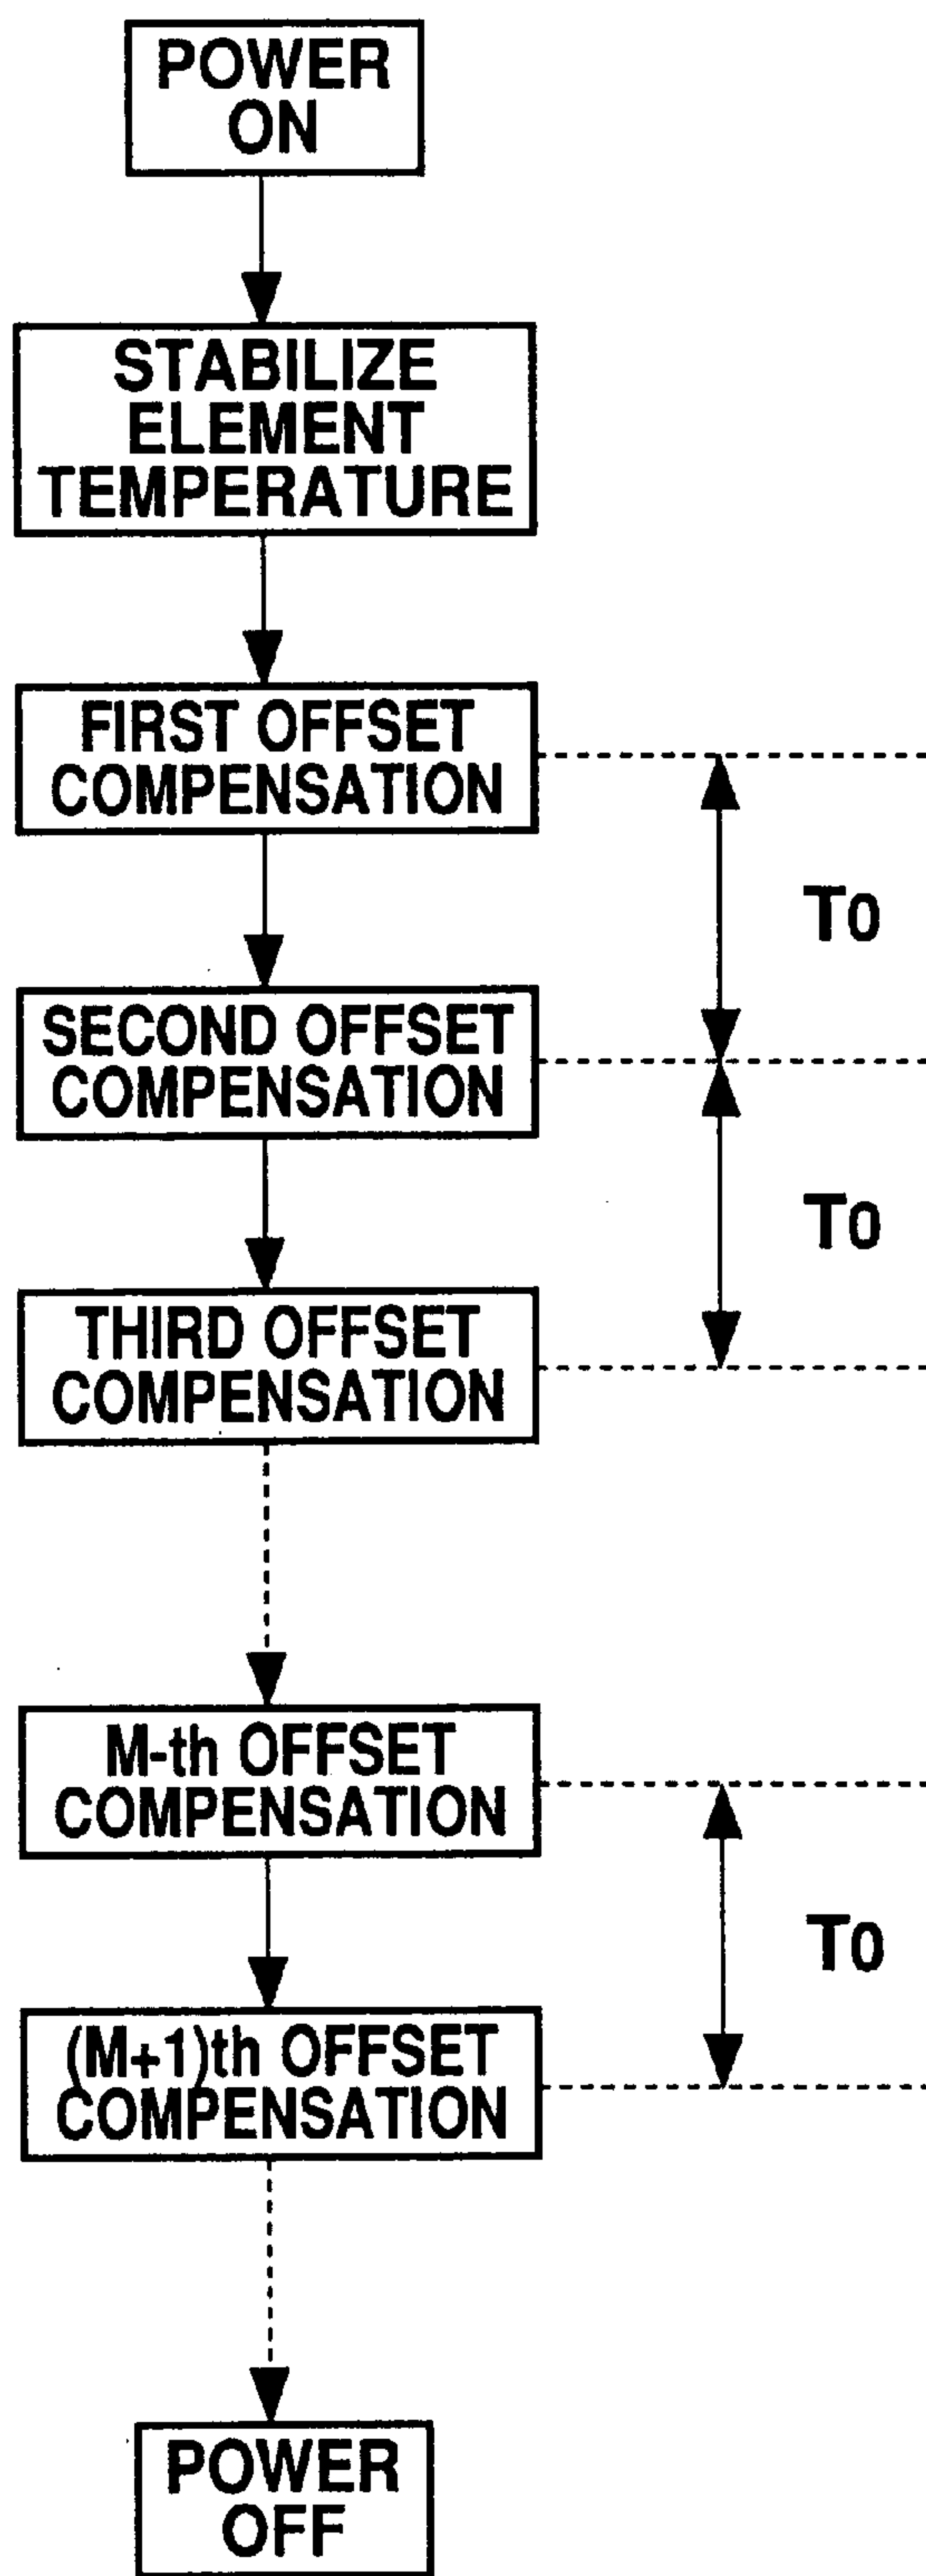 POWER
ON
STABILIZE
ELEMENT
TEMPERATURE
FIRST OFFSET
COMPENSATION
T0
SECOND OFFSET
COMPENSATION
T0
THIRD OFFSET
COMPENSATION
M-th OFFSET
COMPENSATION
T0
(M+1)th OFFSET
COMPENSATION
POWER
OFF